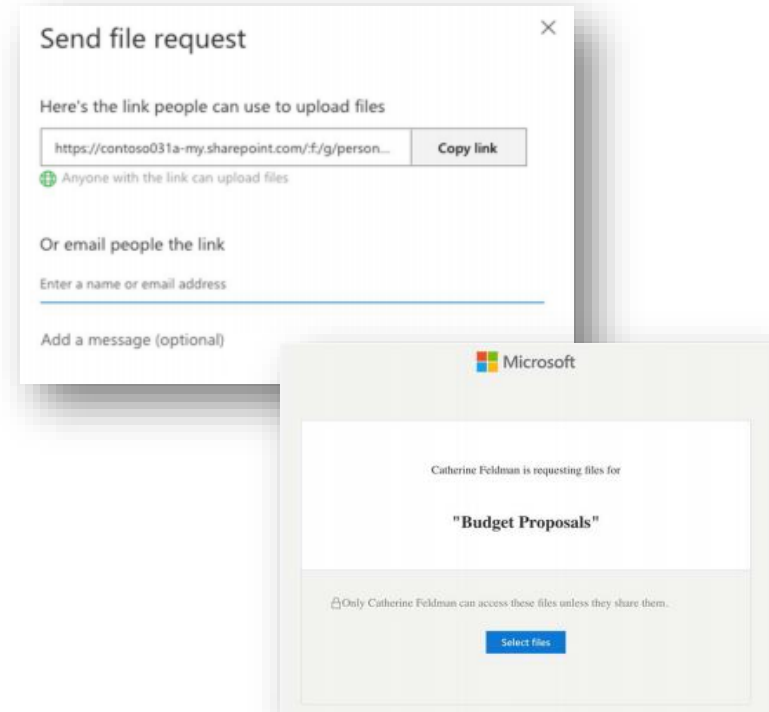 Send file request
Here's the link people can use to upload files
https://contoso031a-my.sharepoint.com/:f:/g/person...
Copy link
Anyone with the link can upload files
Or email people the link
Enter a name or email address
Add a message (optional)
Microsoft
Catherine Feldman is requesting files for
"Budget Proposals"
Only Catherine Feldman can access these files unless they share them.
Select files